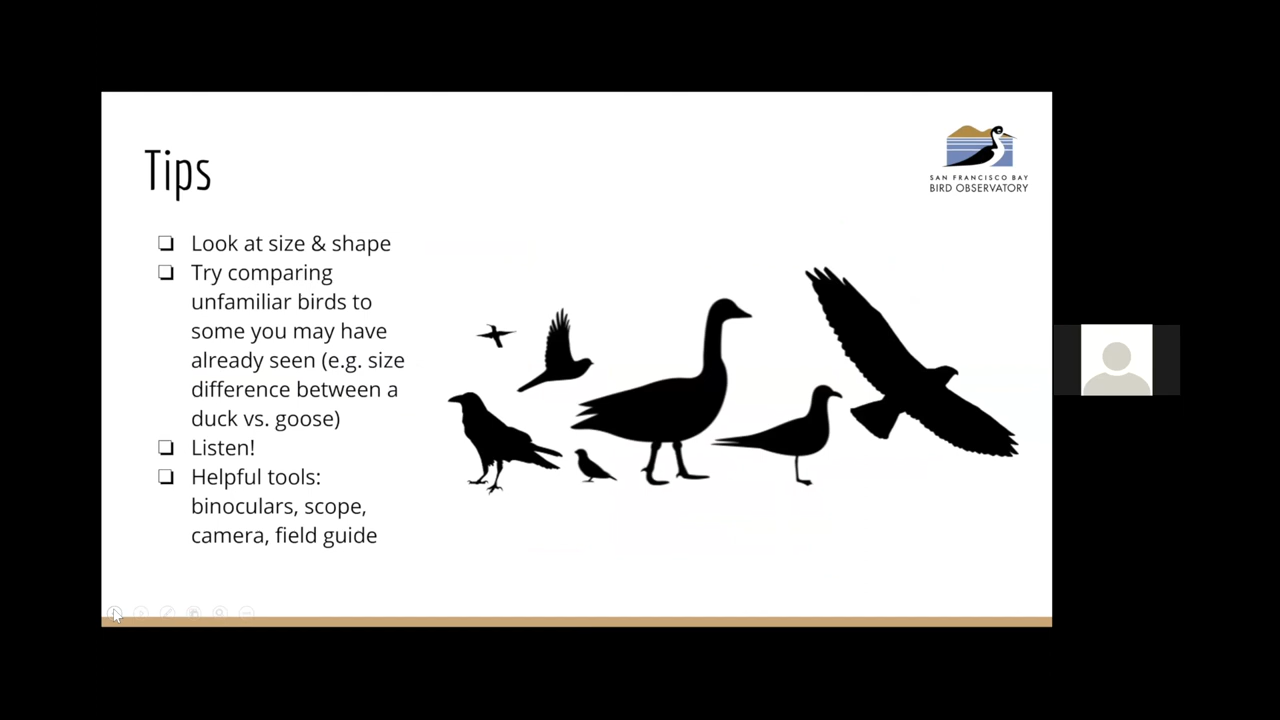 Tips
SAN FRANCISCO BAY
BIRD OBSERVATORY
❏ Look at size & shape
❏ Try comparing
unfamiliar birds to
some you may have
already seen (e.g. size
difference between a
duck vs. goose)
❏ Listen!
❏ Helpful tools:
binoculars, scope,
camera, field guide